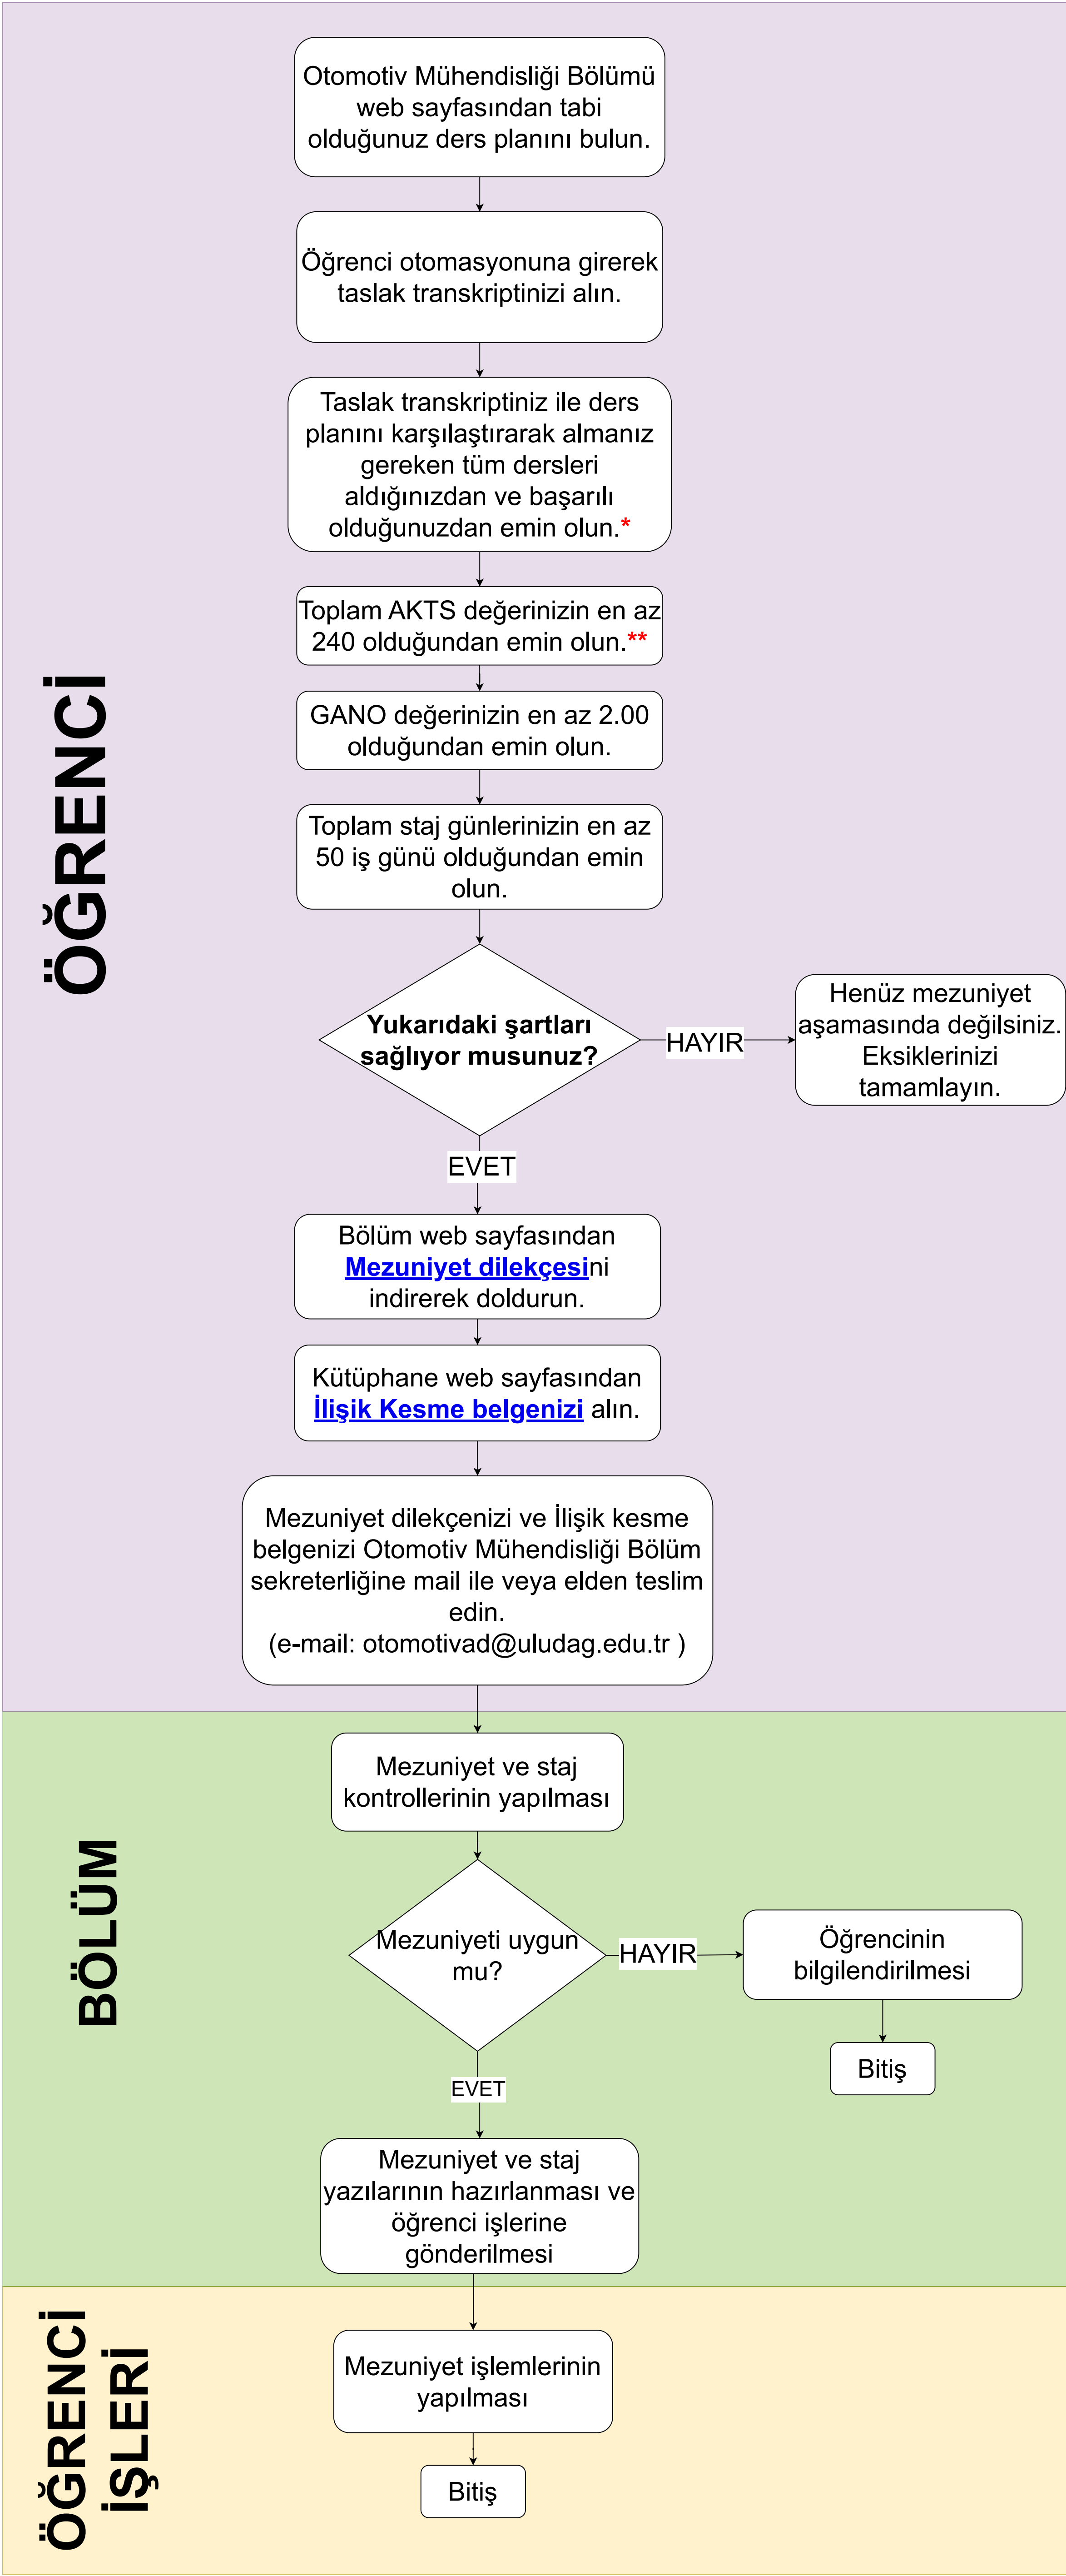 Otomotiv Mühendisliği Bölümü
web sayfasından tabi
olduğunuz ders planını bulun.
Öğrenci otomasyonuna girerek
taslak transkriptinizi alın.
Taslak transkriptiniz ile ders
planını karşılaştırarak almanız
gereken tüm dersleri
aldığınızdan ve başarılı
olduğunuzdan emin olun.*
Toplam AKTS değerinizin en az
240 olduğundan emin olun.**
GANO değerinizin en az 2.00
olduğundan emin olun.
Toplam staj günlerinizin en az
50 iş günü olduğundan emin
olun.
ÖĞRENCİ
Yukarıdaki şartları
sağlıyor musunuz?
HAYIR
Henüz mezuniyet
aşamasında değilsiniz.
Eksiklerinizi
tamamlayın.
EVET
Bölüm web sayfasından
Mezuniyet dilekçesini
indirerek doldurun.
Kütüphane web sayfasından
İlişik Kesme belgenizi alın.
Mezuniyet dilekçenizi ve İlişik kesme
belgenizi Otomotiv Mühendisliği Bölüm
sekreterliğine mail ile veya elden teslim
edin.
(e-mail: otomotivad@uludag.edu.tr )
BÖLÜM
Mezuniyet ve staj
kontrollerinin yapılması
Mezuniyeti uygun
mu?
HAYIR
Öğrencinin
bilgilendirilmesi
Bitiş
EVET
Mezuniyet ve staj
yazılarının hazırlanması ve
öğrenci işlerine
gönderilmesi
ÖĞRENCİ
İŞLERİ
Mezuniyet işlemlerinin
yapılması
Bitiş